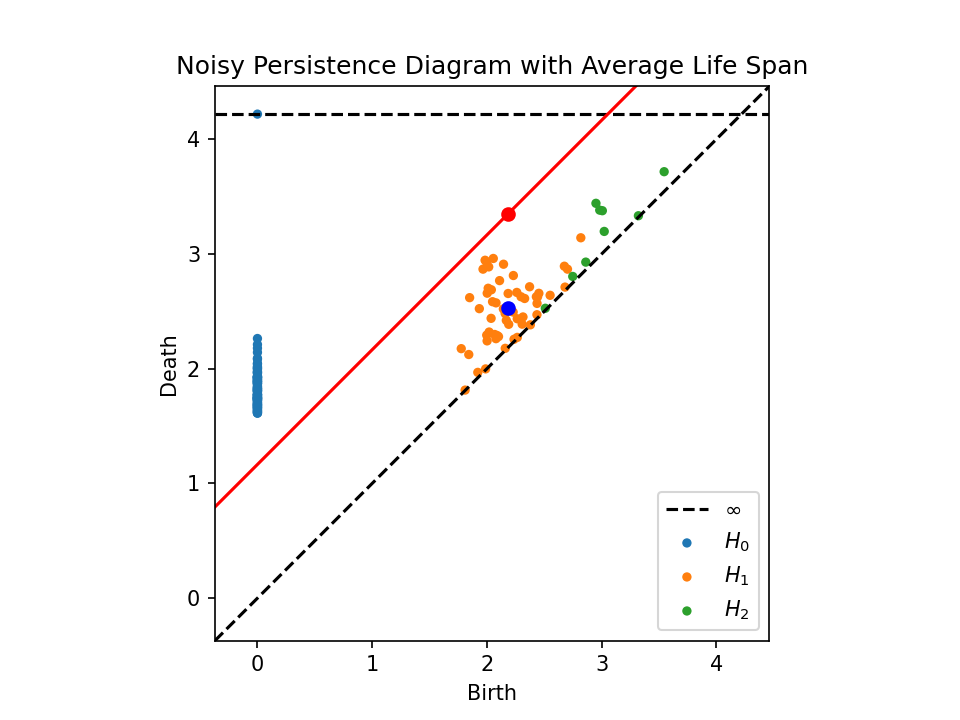 Noisy Persistence Diagram with Average Life Span
Death
4
3
2
1
0
0 1 2 3 4
Birth
∞
H₀
H₁
H₂